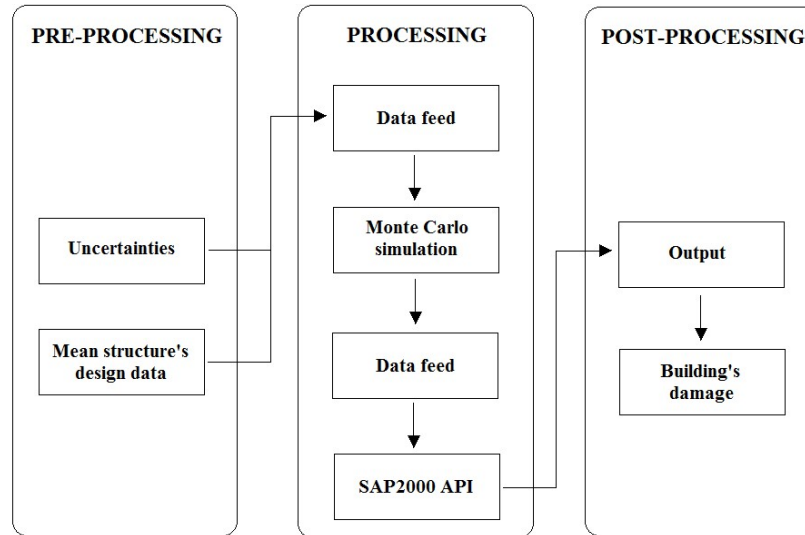 PRE-PROCESSING
Uncertainties
Mean structure's
design data
PROCESSING
Data feed
Monte Carlo
simulation
Data feed
SAP2000 API
POST-PROCESSING
Output
Building's
damage